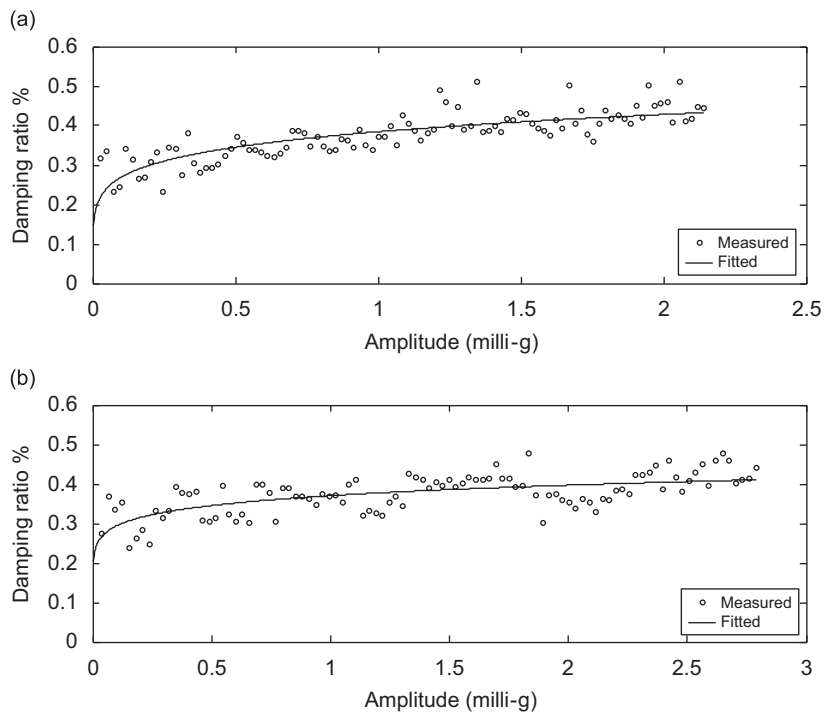 (a)
0.6
0.5
0.4
0.3
0.2
0.1
0
Damping ratio %
Measured
Fitted
0 0.5 1 1.5 2 2.5
Amplitude (milli-g)
(b)
0.6
0.5
0.4
0.3
0.2
0.1
0
Damping ratio %
Measured
Fitted
0 0.5 1 1.5 2 2.5 3
Amplitude (milli-g)